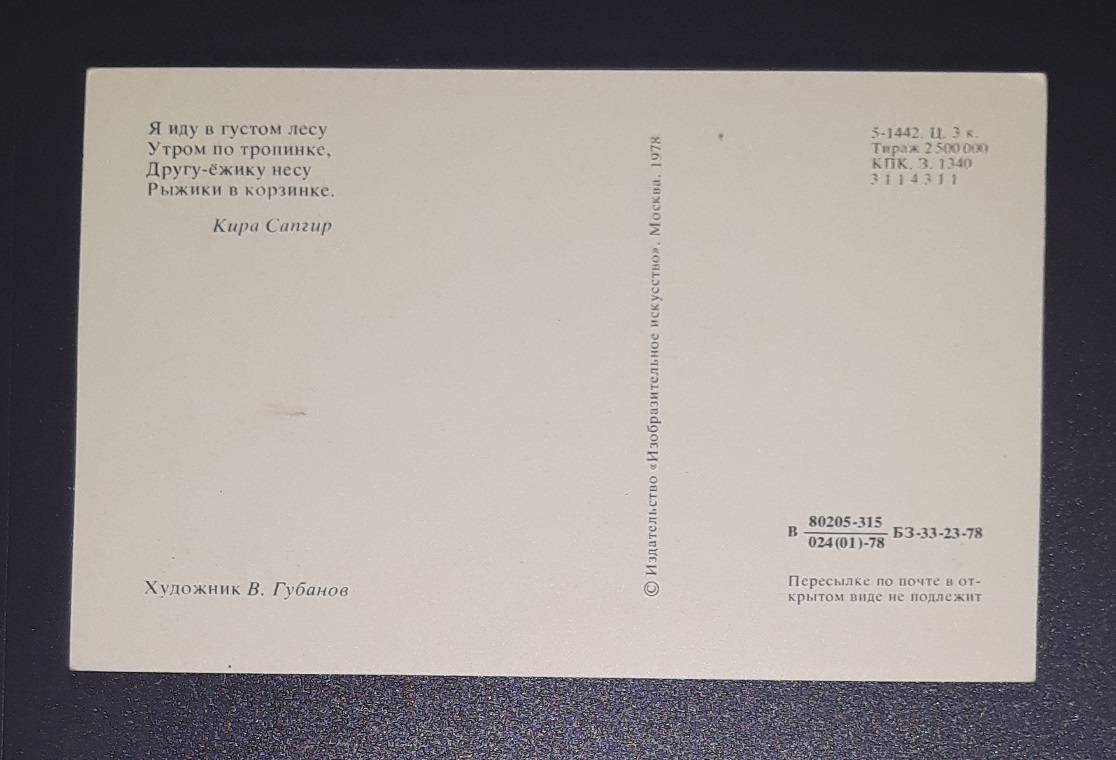 Я иду в густом лесу
Утром по тропинке,
Другу-ёжику несу
Рыжики в корзинке.
Кира Сапгир
Художник В. Губанов
© Издательство «Изобразительное искусство». Москва. 1978
5-1442. Ц. 3 к.
Тираж 2 500 000
КПК. З. 1340
3 1 1 4 3 1 1
В 80205-315
024(01)-78 БЗ-33-23-78
Пересылке по почте в от-
крытом виде не подлежит